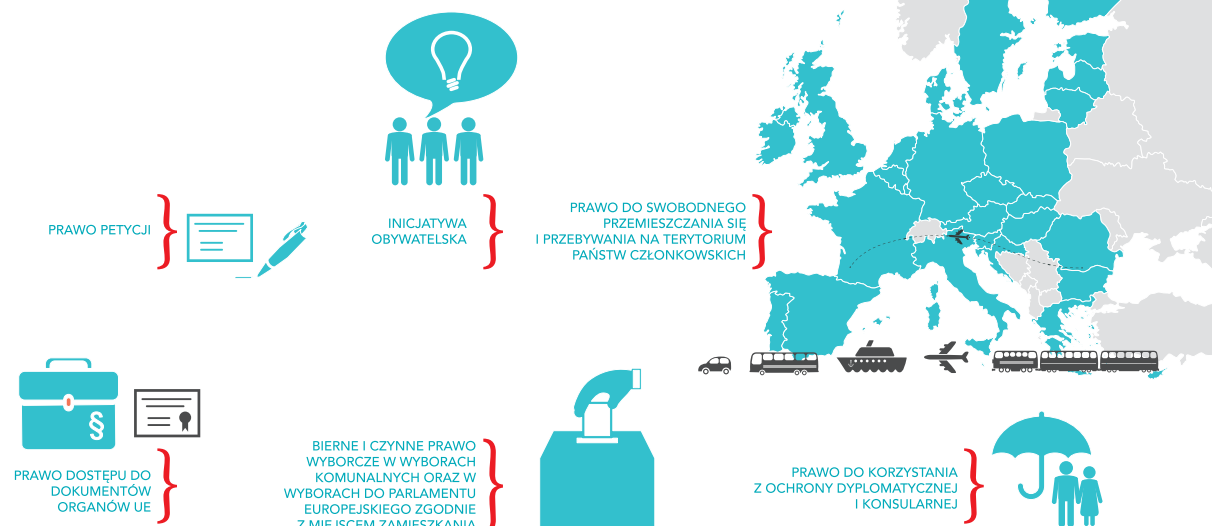 PRAWO PETYCJI
INICJATYWA
OBYWATELSKA
PRAWO DO SWOBODNEGO
PRZEMIESZCZANIA SIĘ
I PRZEBYWANIA NA TERYTORIUM
PAŃSTW CZŁONKOWSKICH
§
PRAWO DOSTĘPU DO
DOKUMENTÓW
ORGANÓW UE
BIERNE I CZYNNE PRAWO
WYBORCZE W WYBORACH
KOMUNALNYCH ORAZ W
WYBORACH DO PARLAMENTU
EUROPEJSKIEGO ZGODNIE
Z MIEJSCEM ZAMIESZKANIA
PRAWO DO KORZYSTANIA
Z OCHRONY DYPLOMATYCZNEJ
I KONSULARNEJ